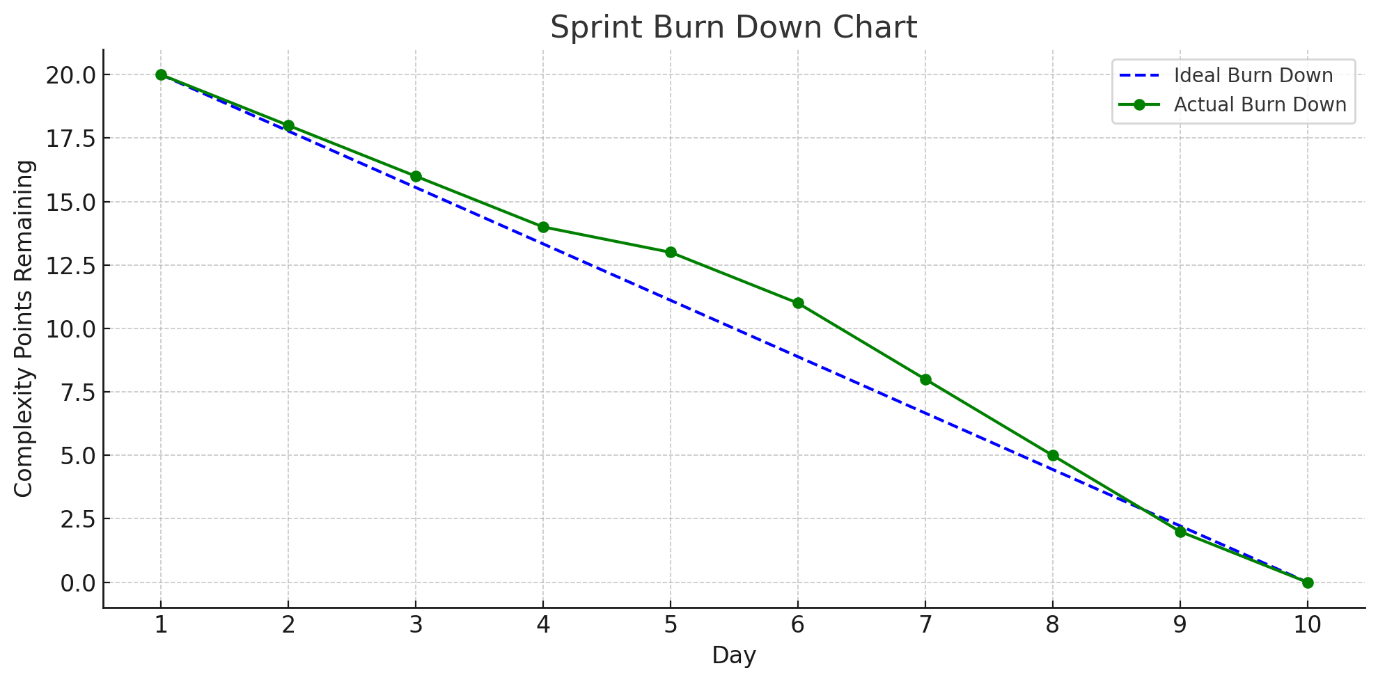 Sprint Burn Down Chart
Ideal Burn Down
Actual Burn Down
Complexity Points Remaining
20.0
17.5
15.0
12.5
10.0
7.5
5.0
2.5
0.0
1 2 3 4 5 6 7 8 9 10
Day